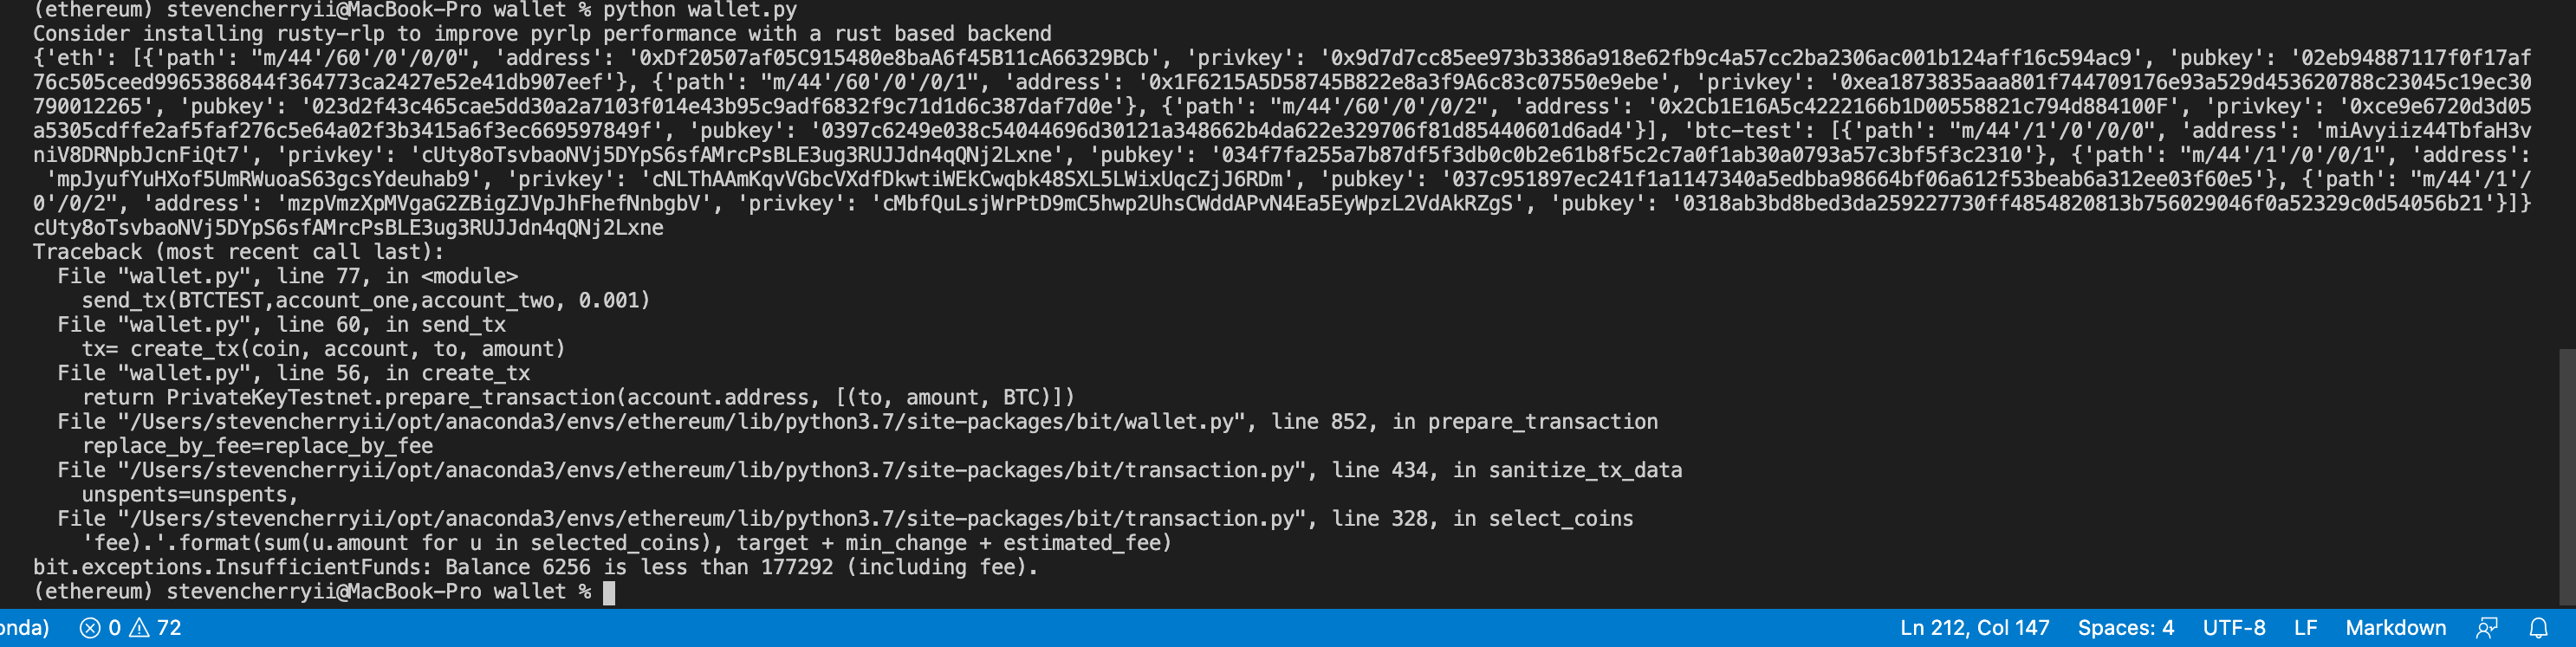 (ethereum) stevencherryii@MacBook-Pro wallet % python wallet.py
Consider installing rusty-rlp to improve pyrlp performance with a rust based backend
{'eth': [{'path': "m/44'/60'/0'/0/0", 'address': '0xDf20507af05C915480e8baA6f45B11cA66329BCb', 'privkey': '0x9d7d7cc85ee973b3386a918e62fb9c4a57cc2ba2306ac001b124aff16c594ac9', 'pubkey': '02eb94887117f0f17af
76c505ceed9965386844f364773ca2427e52e41db907eef'}, {'path': "m/44'/60'/0'/0/1", 'address': '0x1F6215A5D58745B822e8a3f9A6c83c07550e9ebe', 'privkey': '0xea1873835aaa801f744709176e93a529d453620788c23045c19ec30
790012265', 'pubkey': '023d2f43c465cae5dd30a2a7103f014e43b95c9adf6832f9c71d1d6c387daf7d0e'}, {'path': "m/44'/60'/0'/0/2", 'address': '0x2Cb1E16A5c4222166b1D00558821c794d884100F', 'privkey': '0xce9e6720d3d05
a5305cdffe2af5faf276c5e64a02f3b3415a6f3ec669597849f', 'pubkey': '0397c6249e038c54044696d30121a348662b4da622e329706f81d85440601d6ad4'}], 'btc-test': [{'path': "m/44'/1'/0'/0/0", 'address': 'miAvyiiz44TbfaH3v
niV8DRNpbJcnFiQt7', 'privkey': 'cUty8oTsvbaoNVj5DYpS6sfAMrcPsBLE3ug3RUJJdn4qQNj2Lxne', 'pubkey': '034f7fa255a7b87df5f3db0c0b2e61b8f5c2c7a0f1ab30a0793a57c3bf5f3c2310'}, {'path': "m/44'/1'/0'/0/1", 'address':
'mpJyufYuHXof5UmRWuoaS63gcsYdeuhab9', 'privkey': 'cNLThAAmKqvVGbcVXdfDkwtiWEkCwqbk48SXL5LWixUqcZjJ6RDm', 'pubkey': '037c951897ec241f1a1147340a5edbba98664bf06a612f53beab6a312ee03f60e5'}, {'path': "m/44'/1'/
0'/0/2", 'address': 'mzpVmzXpMVgaG2ZBigZJVpJhFhefNnbgbV', 'privkey': 'cMbfQuLsjWrPtD9mC5hwp2UhsCWddAPvN4Ea5EyWpzL2VdAkRZgS', 'pubkey': '0318ab3bd8bed3da259227730ff4854820813b756029046f0a52329c0d54056b21'}]}
cUty8oTsvbaoNVj5DYpS6sfAMrcPsBLE3ug3RUJJdn4qQNj2Lxne
Traceback (most recent call last):
  File "wallet.py", line 77, in <module>
    send_tx(BTCTEST,account_one,account_two, 0.001)
  File "wallet.py", line 60, in send_tx
    tx= create_tx(coin, account, to, amount)
  File "wallet.py", line 56, in create_tx
    return PrivateKeyTestnet.prepare_transaction(account.address, [(to, amount, BTC)])
  File "/Users/stevencherryii/opt/anaconda3/envs/ethereum/lib/python3.7/site-packages/bit/wallet.py", line 852, in prepare_transaction
    replace_by_fee=replace_by_fee
  File "/Users/stevencherryii/opt/anaconda3/envs/ethereum/lib/python3.7/site-packages/bit/transaction.py", line 434, in sanitize_tx_data
    unspents=unspents,
  File "/Users/stevencherryii/opt/anaconda3/envs/ethereum/lib/python3.7/site-packages/bit/transaction.py", line 328, in select_coins
    'fee).'.format(sum(u.amount for u in selected_coins), target + min_change + estimated_fee)
bit.exceptions.InsufficientFunds: Balance 6256 is less than 177292 (including fee).
(ethereum) stevencherryii@MacBook-Pro wallet %
onda) 0 72 Ln 212, Col 147 Spaces: 4 UTF-8 LF Markdown